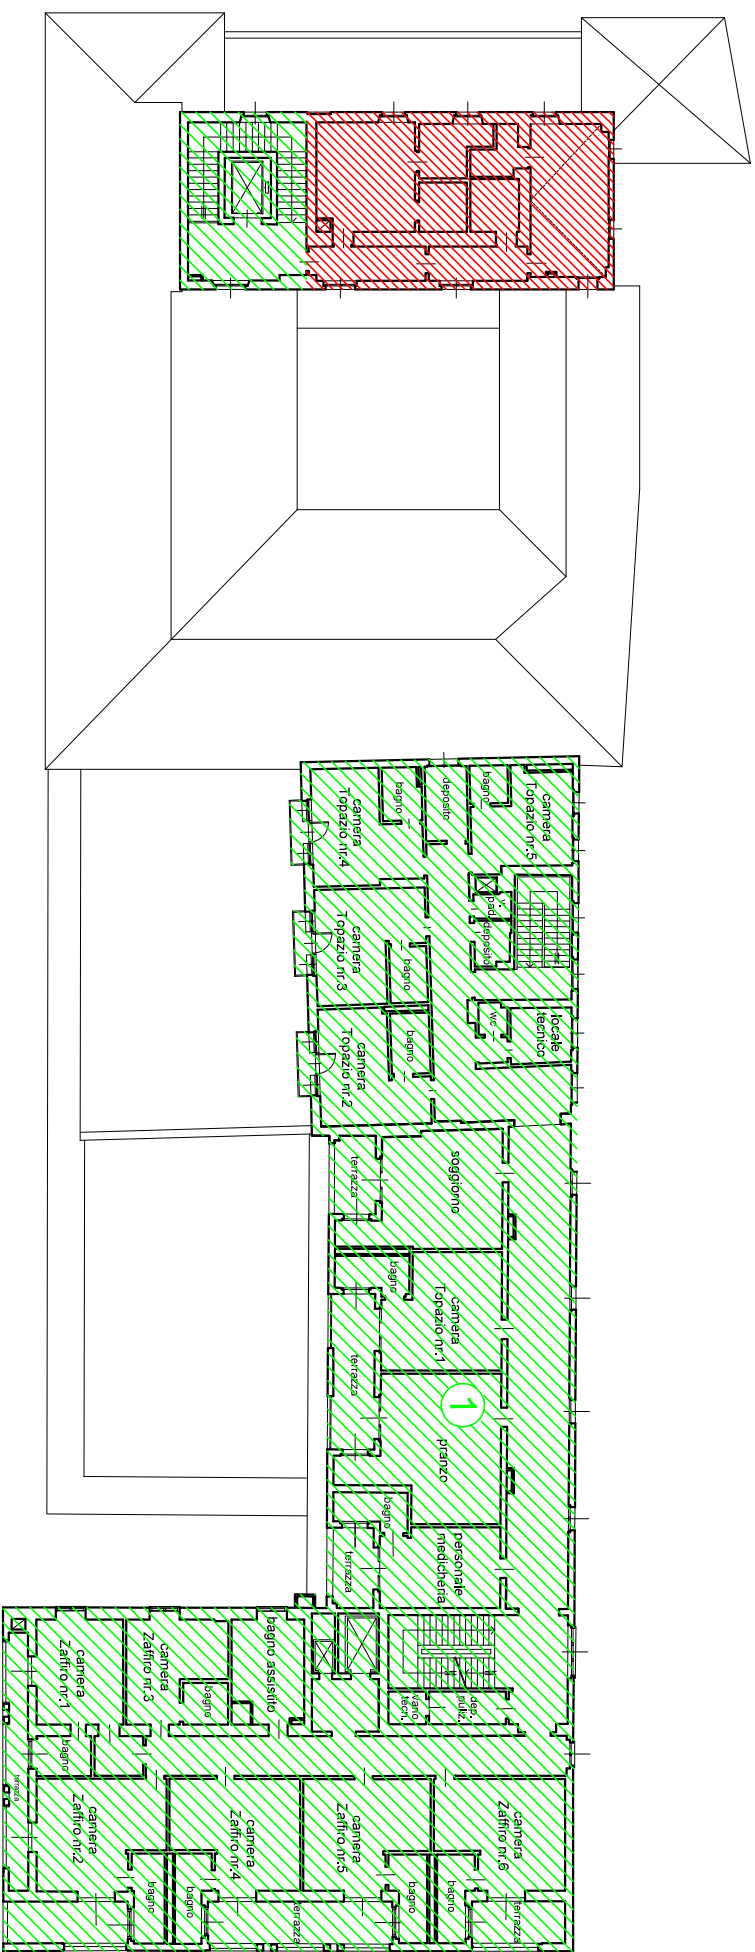 camera
Topazio nr.4
bagno
deposito
bagno
camera
Topazio nr.5
v.
pad.
deposito
camera
Topazio nr.3
bagno
wc
locale
tecnico
camera
Topazio nr.2
bagno
terrazza
soggiorno
bagno
camera
Topazio nr.1
terrazza
1
pranzo
bagno
terrazza
personale
medicheria
camera
Zaffiro nr.1
camera
Zaffiro nr.3
bagno
bagno assistito
vano
tecn.
dep.
puliz.
bagno
terrazza
camera
Zaffiro nr.2
camera
Zaffiro nr.4
camera
Zaffiro nr.5
camera
Zaffiro nr.6
bagno
bagno
terrazza
bagno
bagno
terrazza